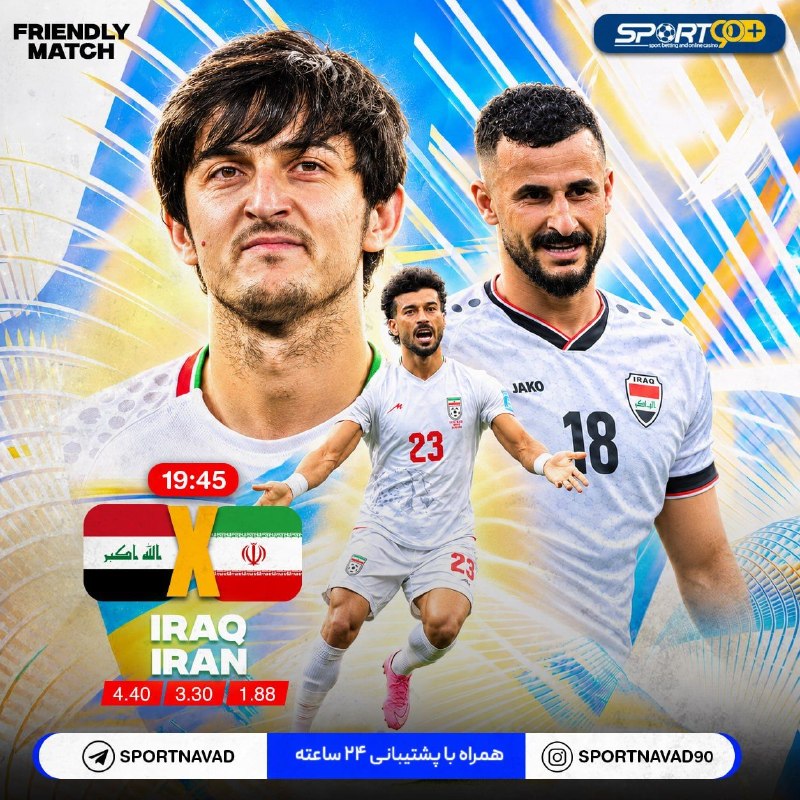 FRIENDLY
MATCH
SPORT90+
sport betting and online casino
JAKO
IRAQ
18
23
23
19:45
الله اكبر
X
IRAQ
IRAN
4.40 3.30 1.88
SPORTNAVAD
همراه با پشتیبانی ۲۴ ساعته
SPORTNAVAD90